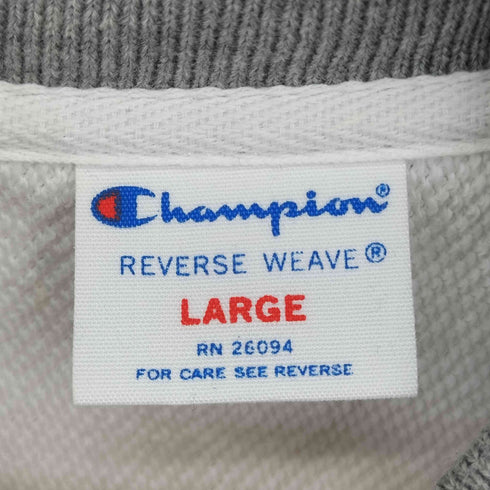 Champion®
REVERSE WEAVE®
LARGE
RN 26094
FOR CARE SEE REVERSE